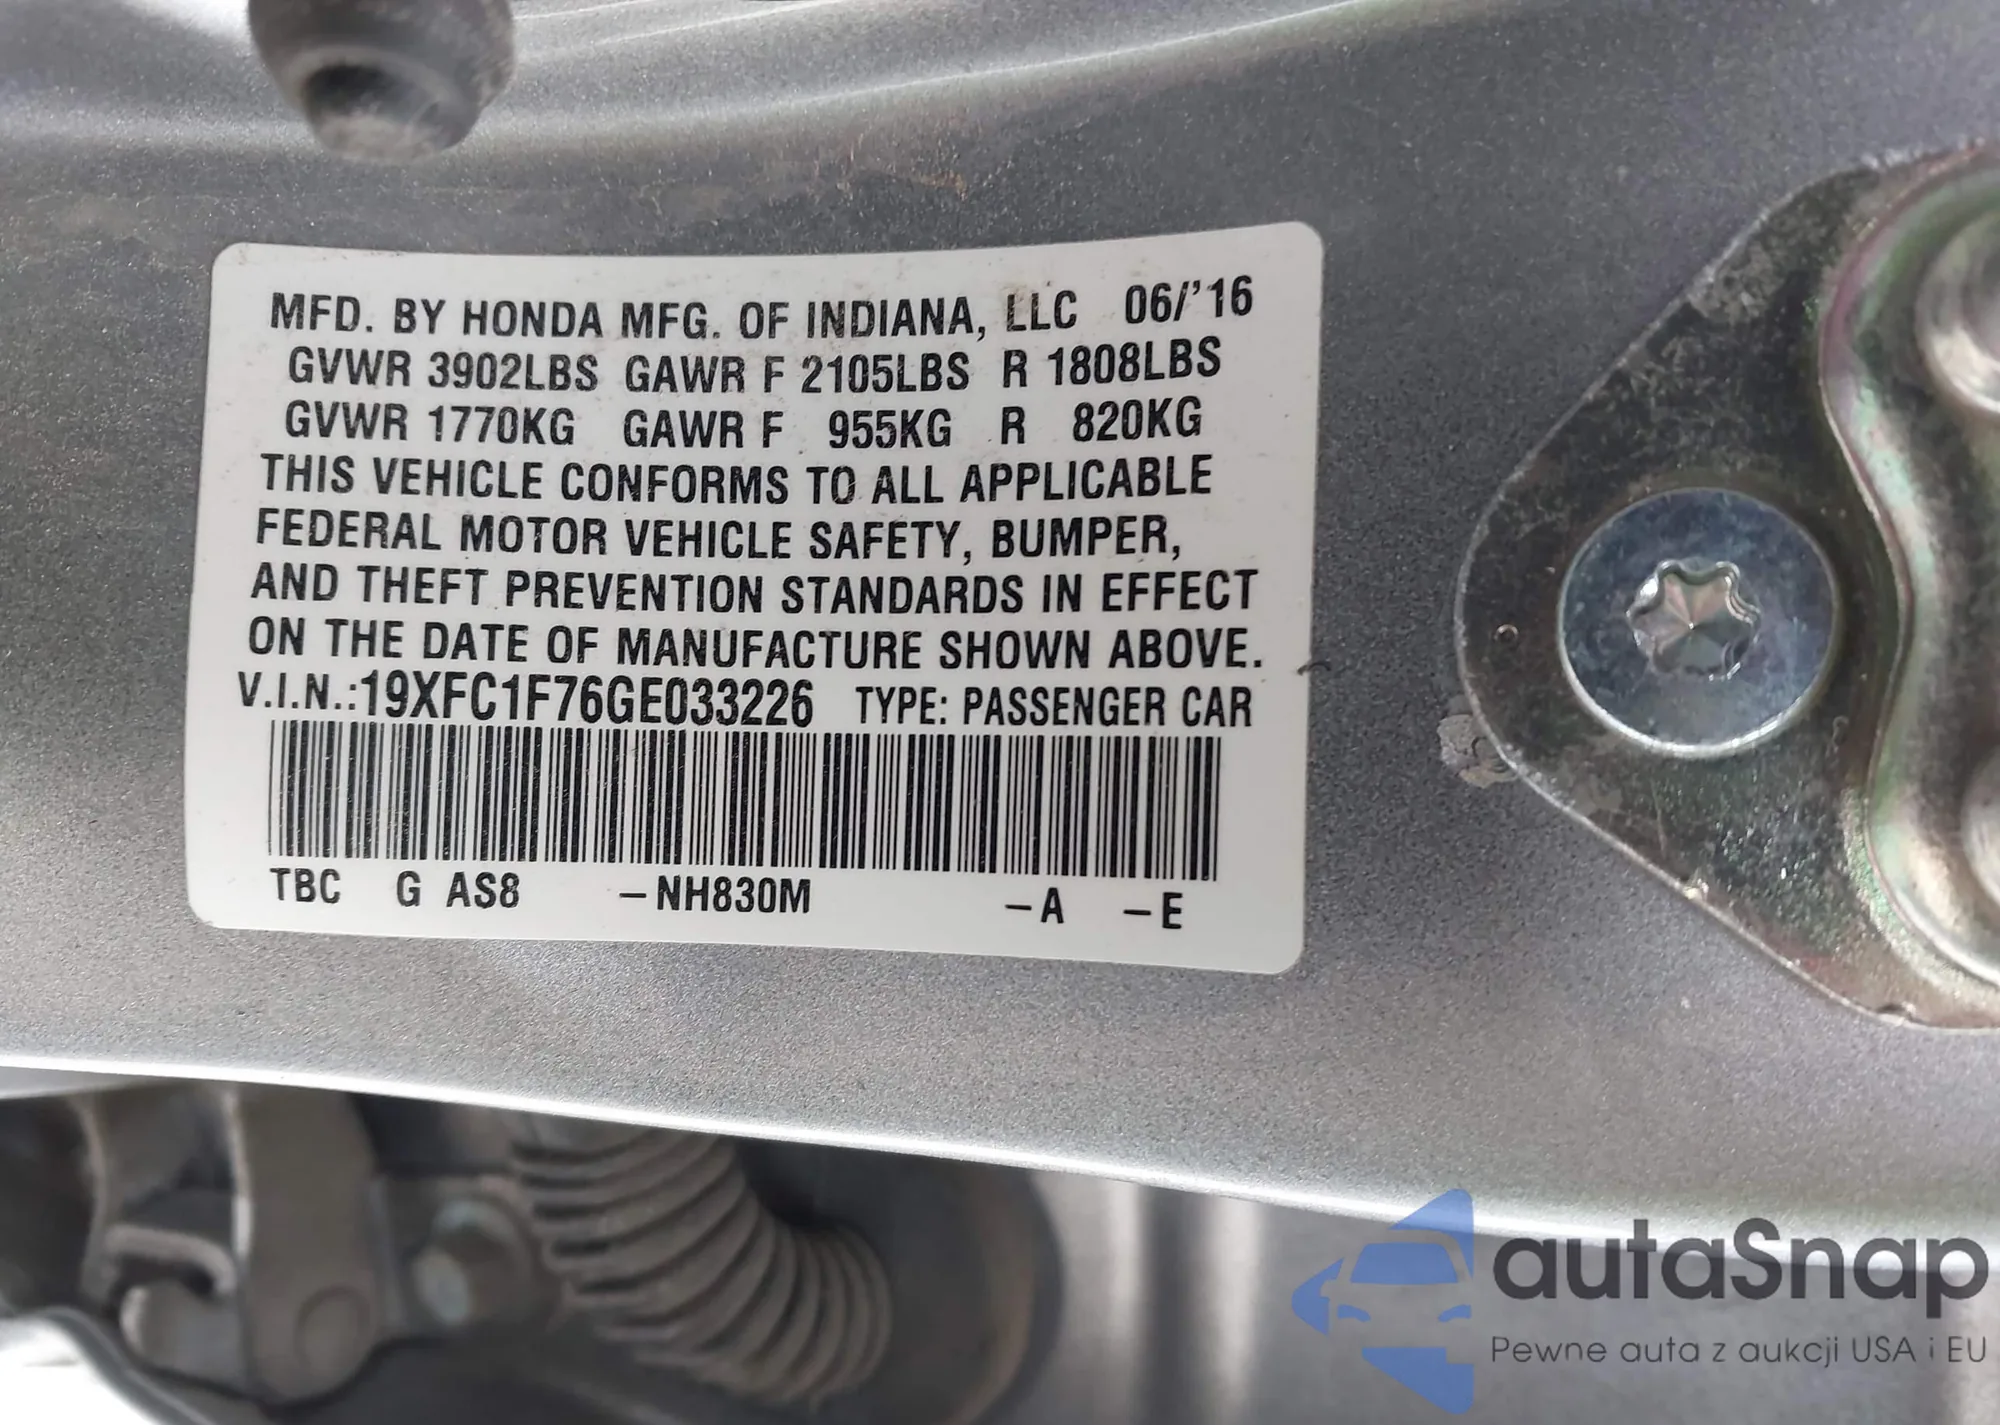 MFD. BY HONDA MFG. OF INDIANA, LLC 06/'16
GVWR 3902LBS GAWR F 2105LBS R 1808LBS
GVWR 1770KG GAWR F 955KG R 820KG
THIS VEHICLE CONFORMS TO ALL APPLICABLE
FEDERAL MOTOR VEHICLE SAFETY, BUMPER,
AND THEFT PREVENTION STANDARDS IN EFFECT
ON THE DATE OF MANUFACTURE SHOWN ABOVE.
V.I.N.:19XFC1F76GE033226 TYPE: PASSENGER CAR
TBC G AS8 –NH830M –A –E
autaSnap
Pewne auta z aukcji USA i EU